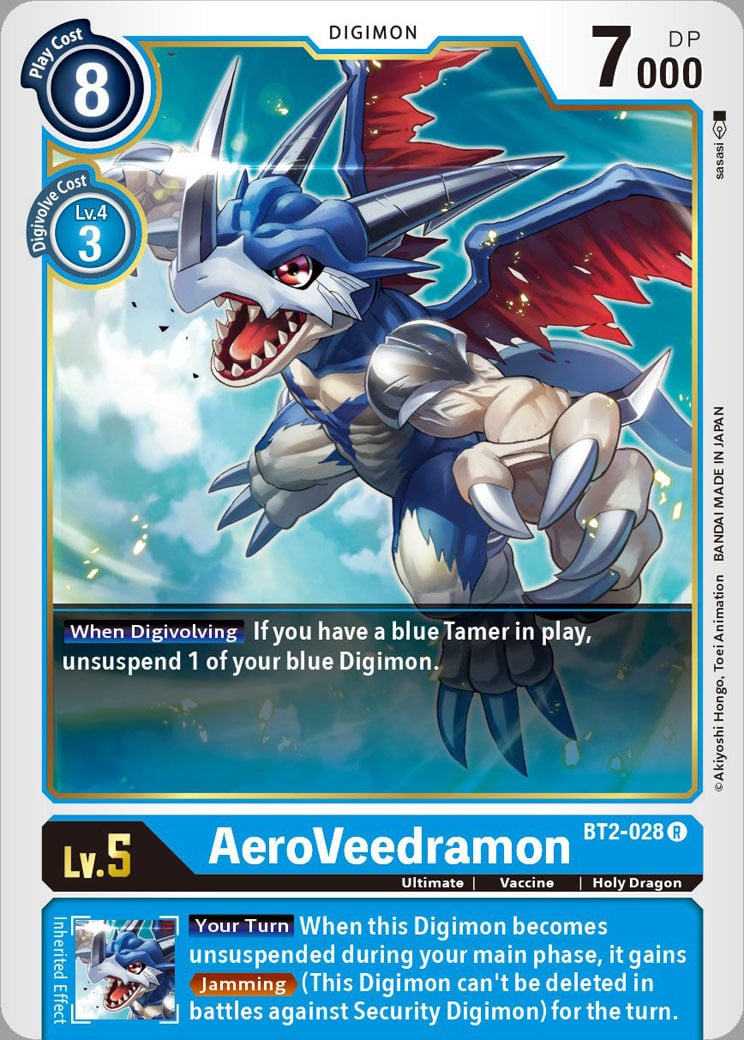 DIGIMON
Play Cost
8
7000
DP
Digivolve Cost
Lv.4
3
sasasi
When Digivolving If you have a blue Tamer in play,
unsuspend 1 of your blue Digimon.
© Akiyoshi Hongo, Toei Animation BANDAI MADE IN JAPAN
Lv.5
AeroVeedramon
BT2-028 R
Ultimate | Vaccine | Holy Dragon
Inherited Effect
Your Turn When this Digimon becomes
unsuspended during your main phase, it gains
Jamming (This Digimon can't be deleted in
battles against Security Digimon) for the turn.